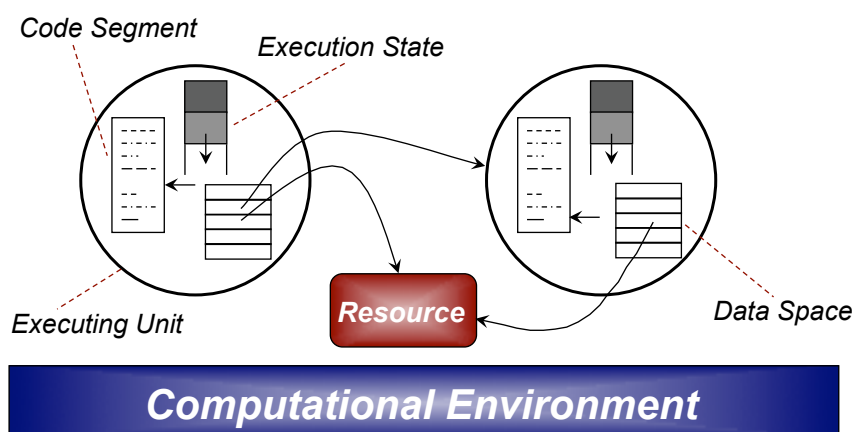 Code Segment
Execution State
Executing Unit
Resource
Data Space
Computational Environment